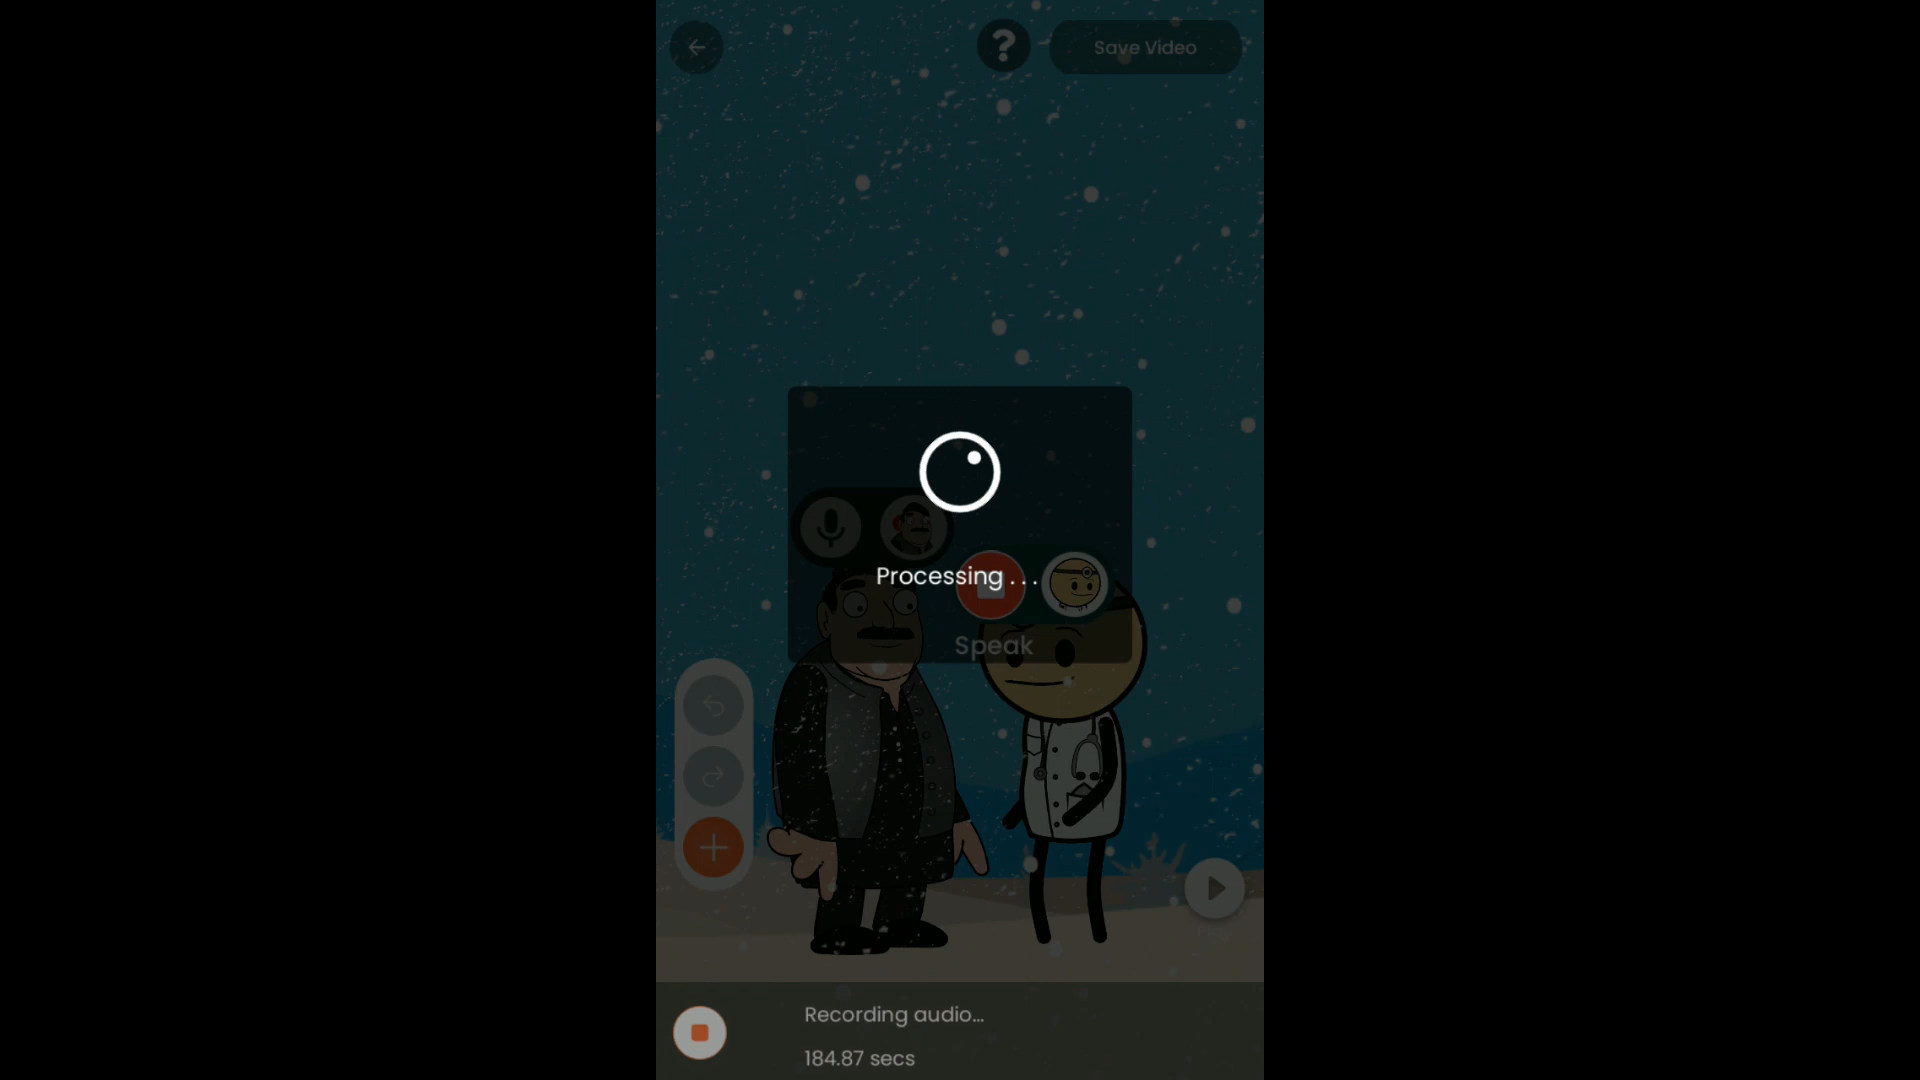 Save Video
Processing . . .
Speak
Recording audio...
184.87 secs